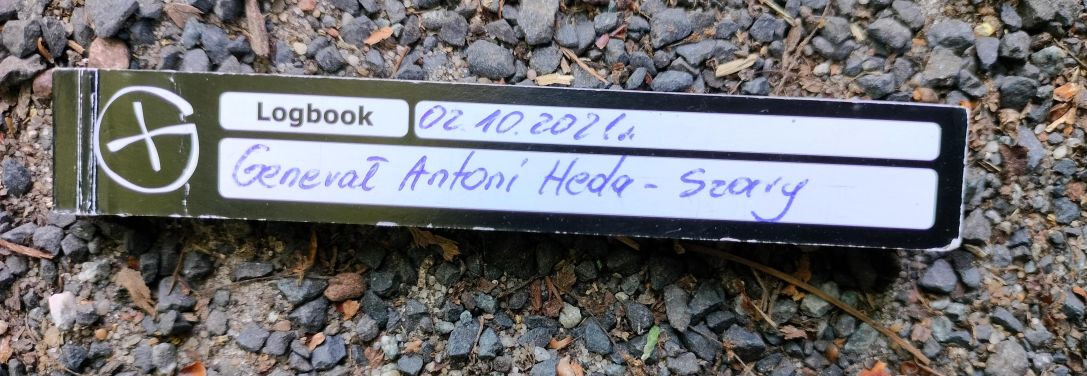 Logbook 02.10.2021r.
Generał Antoni Heda - Szary